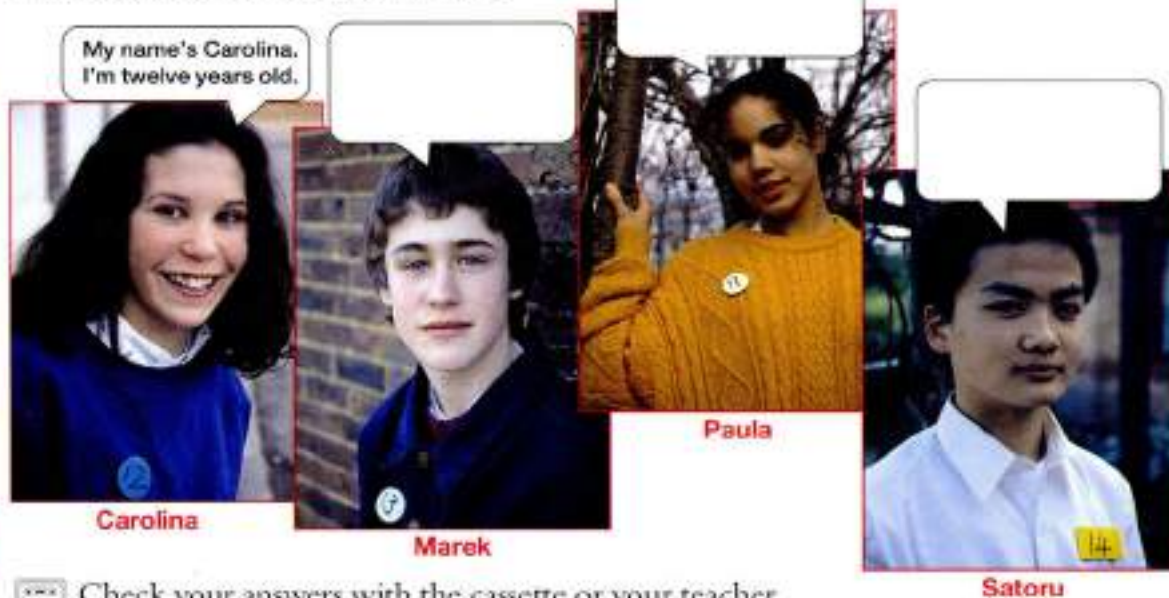 My name's Carolina.
I'm twelve years old.
12
Carolina
Marek
Paula
14
Satoru
Check your answers with the cassette or your teacher.